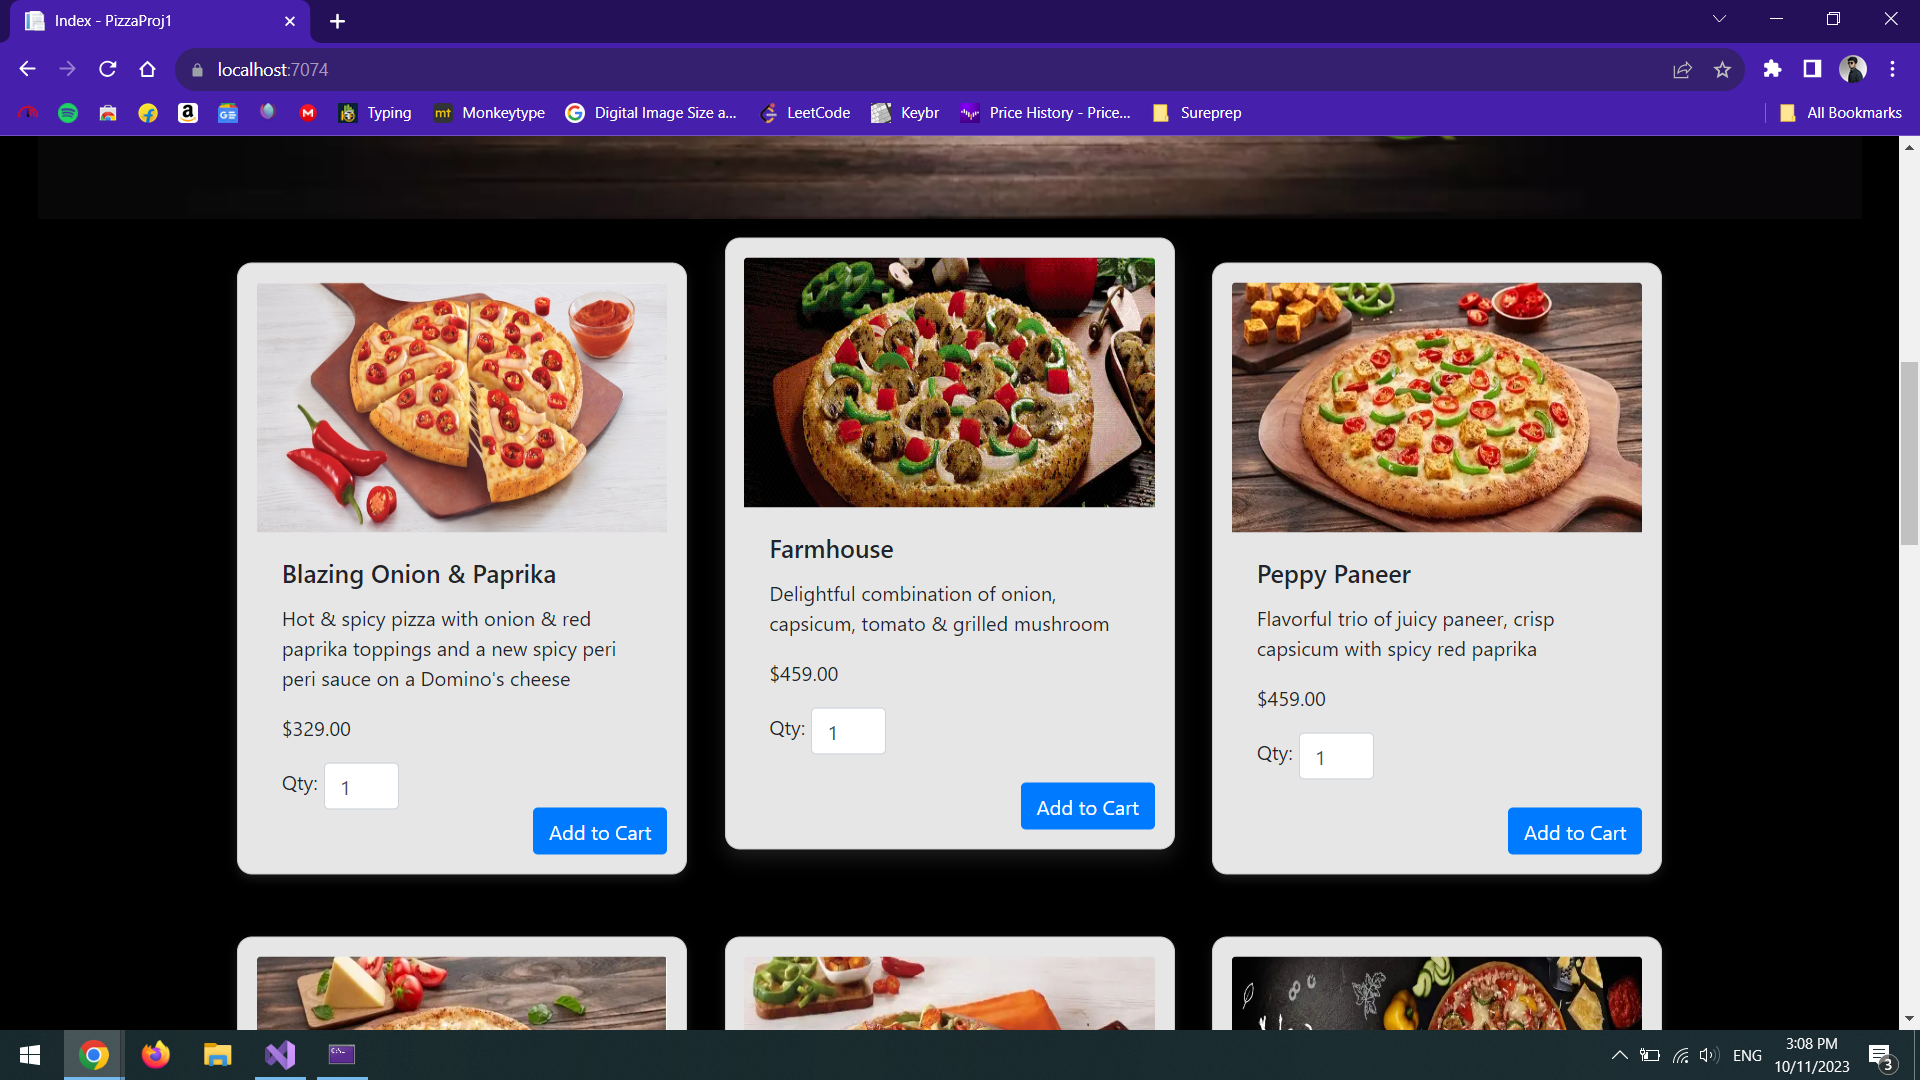 Index - PizzaProj1
localhost:7074
Typing
mt
Monkeytype
Digital Image Size a...
LeetCode
Keybr
Price History - Price...
Sureprep
All Bookmarks
Blazing Onion & Paprika
Hot & spicy pizza with onion & red
paprika toppings and a new spicy peri
peri sauce on a Domino's cheese
$329.00
Qty: 1
Add to Cart
Farmhouse
Delightful combination of onion,
capsicum, tomato & grilled mushroom
$459.00
Qty: 1
Add to Cart
Peppy Paneer
Flavorful trio of juicy paneer, crisp
capsicum with spicy red paprika
$459.00
Qty: 1
Add to Cart
ENG
3:08 PM
10/11/2023
3